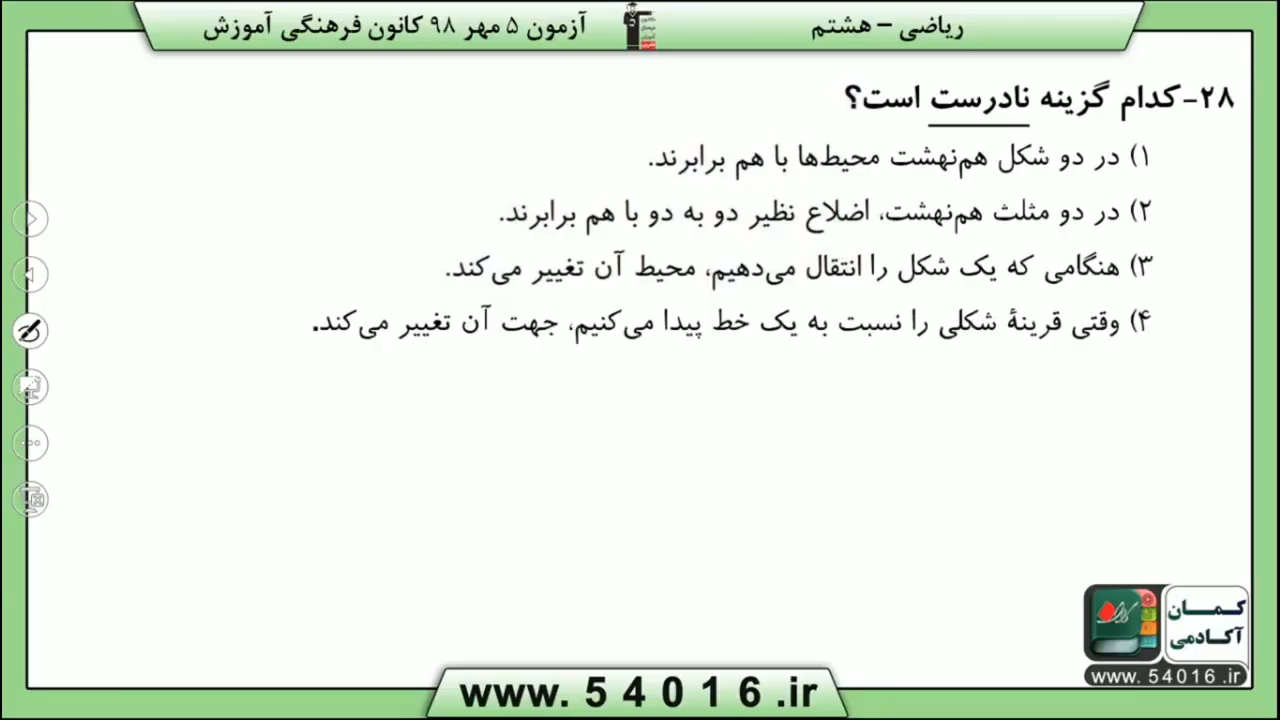 ریاضی – هشتم
آزمون ۵ مهر ۹۸ کانون فرهنگی آموزش
۲۸-کدام گزینه نادرست است؟
۱) در دو شکل هم‌نهشت محیط‌ها با هم برابرند.
۲) در دو مثلث هم‌نهشت، اضلاع نظیر دو به دو با هم برابرند.
۳) هنگامی که یک شکل را انتقال می‌دهیم، محیط آن تغییر می‌کند.
۴) وقتی قرینهٔ شکلی را نسبت به یک خط پیدا می‌کنیم، جهت آن تغییر می‌کند.
کمان
آکادمی
www. 54016 .ir
www. 5 4 0 1 6 .ir